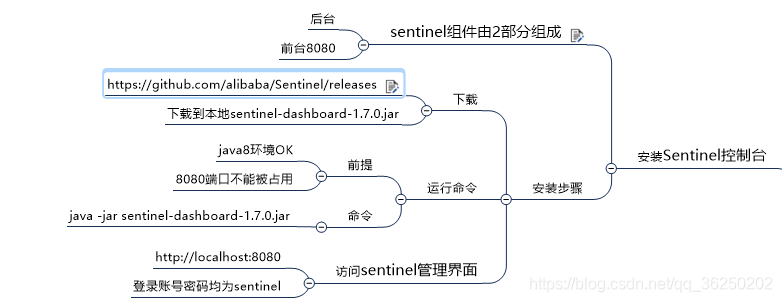 后台
sentinel组件由2部分组成
前台8080
https://github.com/alibaba/Sentinel/releases
下载
下载到本地sentinel-dashboard-1.7.0.jar
java8环境OK
前提
8080端口不能被占用
安装Sentinel控制台
运行命令
安装步骤
java -jar sentinel-dashboard-1.7.0.jar
命令
http://localhost:8080
访问sentinel管理界面
登录账号密码均为sentinel
https://blog.csdn.net/qq_36250202